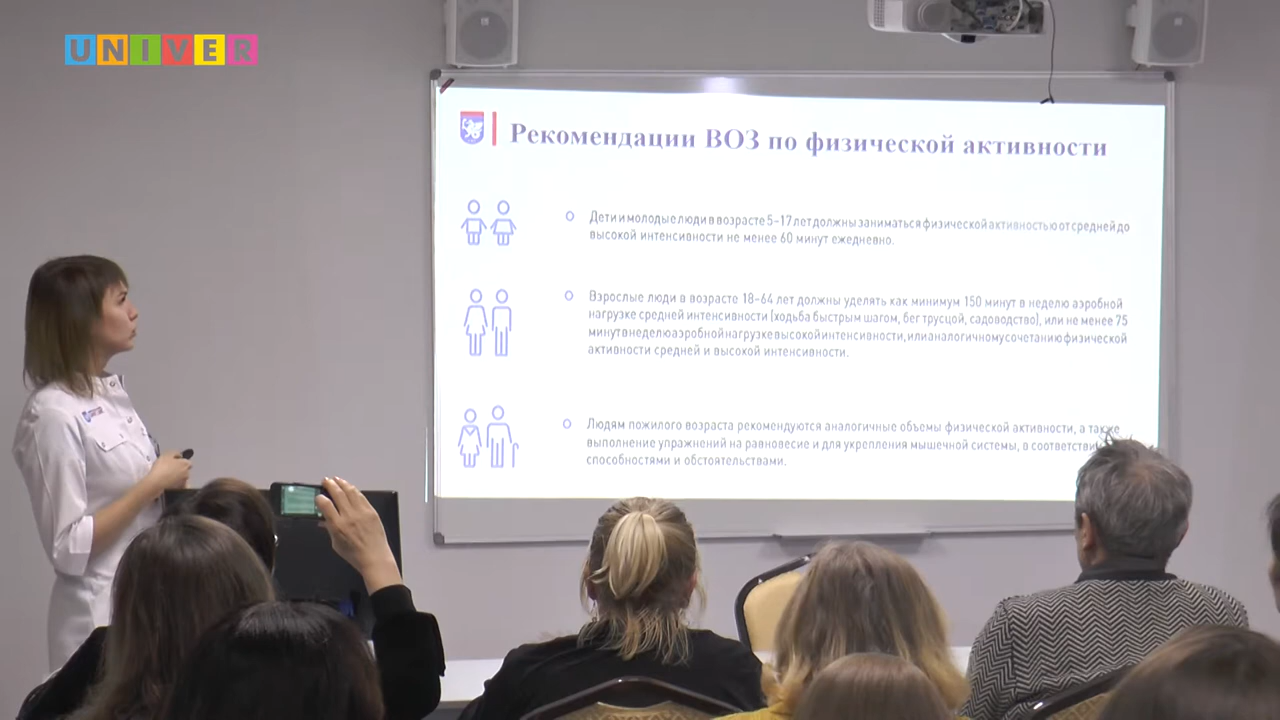 UNIVER
Рекомендации ВОЗ по физической активности
Дети и молодые люди в возрасте 5-17 лет должны заниматься физической активностью от средней до
высокой интенсивности не менее 60 минут ежедневно.
Взрослые люди в возрасте 18-64 лет должны уделять как минимум 150 минут в неделю аэробной
нагрузке средней интенсивности (ходьба быстрым шагом, бег трусцой, садоводство), или не менее 75
минут в неделю аэробной нагрузке высокой интенсивности, или аналогичному сочетанию физической
активности средней и высокой интенсивности.
Людям пожилого возраста рекомендуются аналогичные объемы физической активности, а также
выполнение упражнений на равновесие и для укрепления мышечной системы, в
способностями и обстоятельствами.